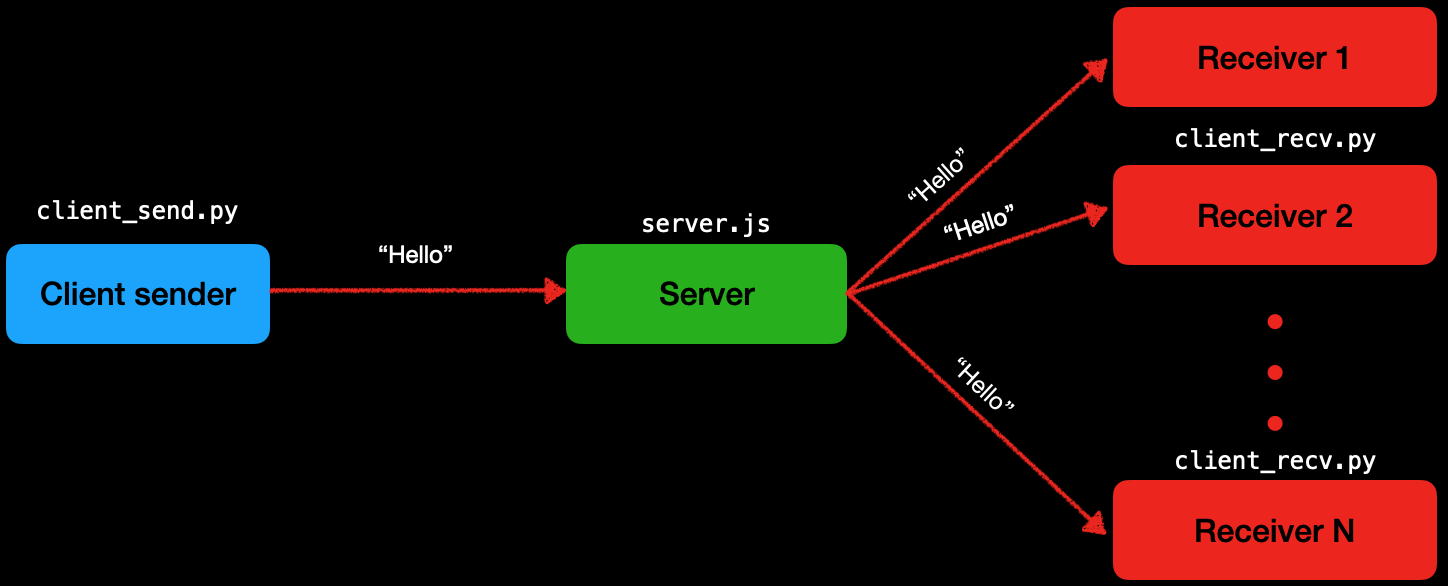 client_send.py
Client sender
“Hello”
server.js
Server
“Hello”
“Hello”
“Hello”
Receiver 1
client_recv.py
Receiver 2
client_recv.py
Receiver N